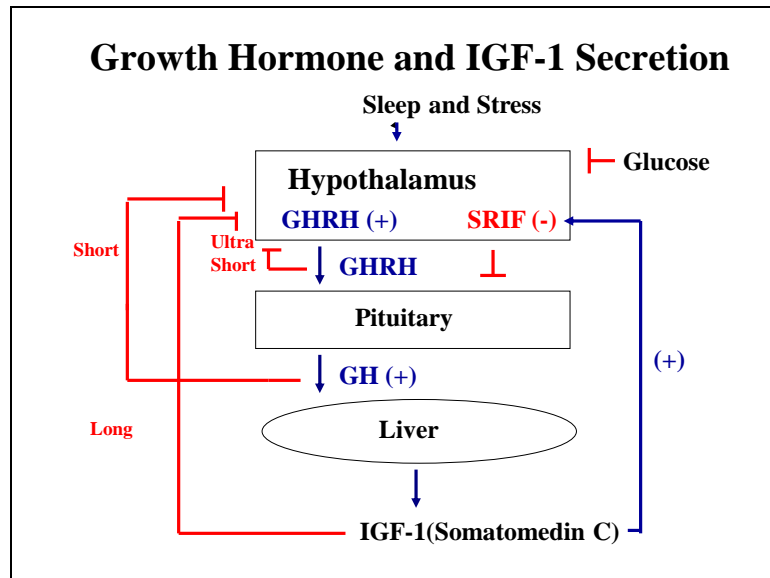 Growth Hormone and IGF-1 Secretion
Sleep and Stress
Glucose
Hypothalamus
GHRH (+) SRIF (-)
Short
Ultra
Short
GHRH
Pituitary
(+)
GH (+)
Long
Liver
IGF-1(Somatomedin C)